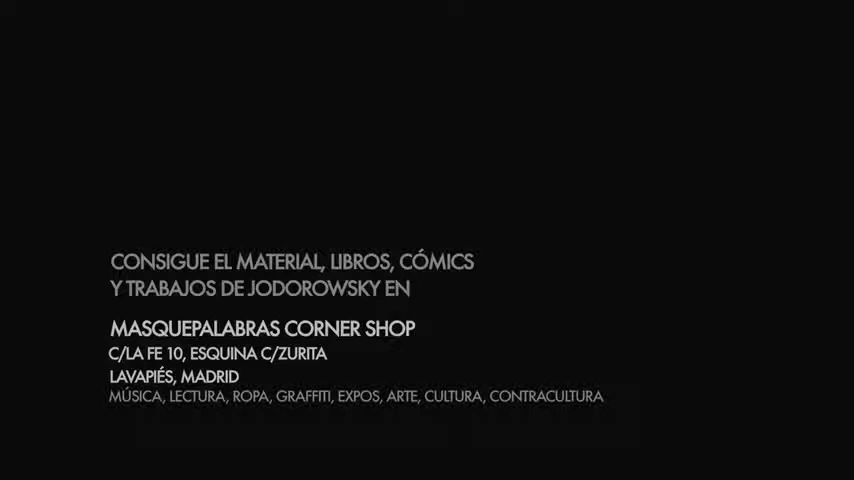 CONSIGUE EL MATERIAL, LIBROS, CÓMICS
Y TRABAJOS DE JODOROWSKY EN
MASQUEPALABRAS CORNER SHOP
C/LA FE 10, ESQUINA C/ZURITA
LAVAPIÉS, MADRID
MÚSICA, LECTURA, ROPA, GRAFFITI, EXPOS, ARTE, CULTURA, CONTRACULTURA